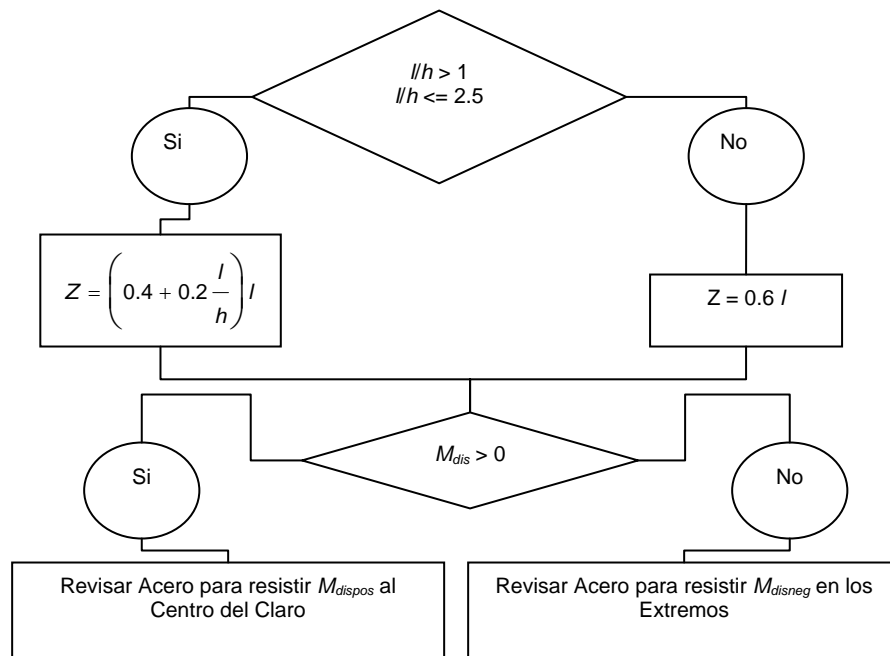 l/h > 1
l/h <= 2.5
Si
No
Z = (0.4 + 0.2 l/h) l
Z = 0.6 l
M_dis > 0
Si
No
Revisar Acero para resistir M_dispos al
Centro del Claro
Revisar Acero para resistir M_disneg en los
Extremos